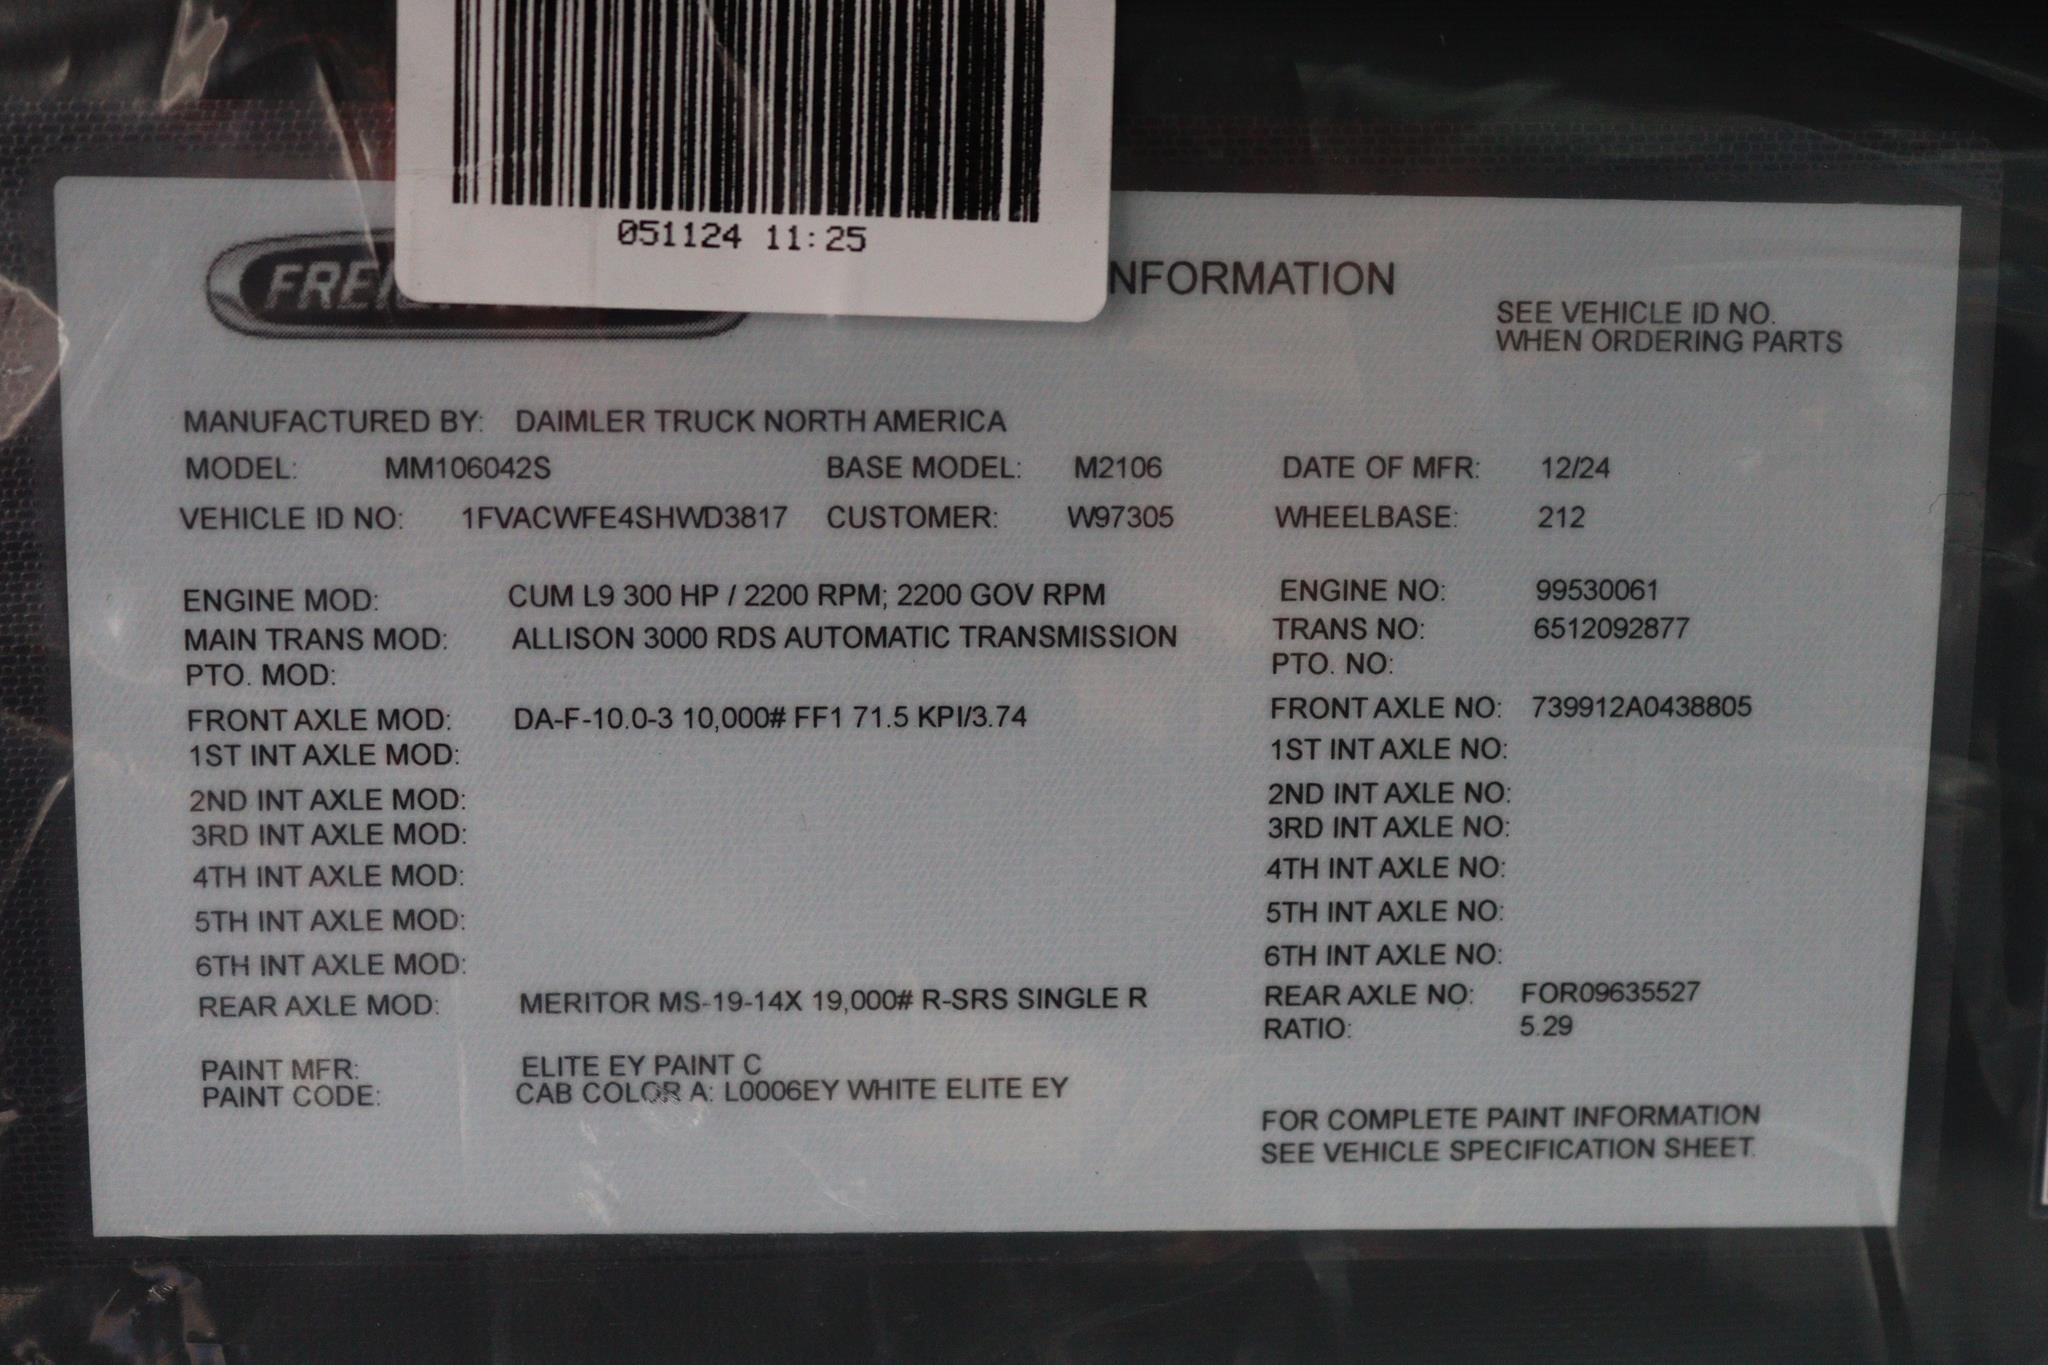 051124 11:25
NFORMATION
SEE VEHICLE ID NO.
WHEN ORDERING PARTS
MANUFACTURED BY: DAIMLER TRUCK NORTH AMERICA
MODEL: MM106042S BASE MODEL: M2106 DATE OF MFR: 12/24
VEHICLE ID NO: 1FVACWFE4SHWD3817 CUSTOMER: W97305 WHEELBASE: 212
ENGINE MOD: CUM L9 300 HP / 2200 RPM; 2200 GOV RPM ENGINE NO: 99530061
MAIN TRANS MOD: ALLISON 3000 RDS AUTOMATIC TRANSMISSION TRANS NO: 6512092877
PTO. MOD: PTO. NO:
FRONT AXLE MOD: DA-F-10.0-3 10,000# FF1 71.5 KPI/3.74 FRONT AXLE NO: 739912A0438805
1ST INT AXLE MOD: 1ST INT AXLE NO:
2ND INT AXLE MOD: 2ND INT AXLE NO:
3RD INT AXLE MOD: 3RD INT AXLE NO:
4TH INT AXLE MOD: 4TH INT AXLE NO:
5TH INT AXLE MOD: 5TH INT AXLE NO:
6TH INT AXLE MOD: 6TH INT AXLE NO:
REAR AXLE MOD: MERITOR MS-19-14X 19,000# R-SRS SINGLE R REAR AXLE NO: FOR09635527
RATIO: 5.29
PAINT MFR: ELITE EY PAINT C
PAINT CODE: CAB COLOR A: L0006EY WHITE ELITE EY
FOR COMPLETE PAINT INFORMATION
SEE VEHICLE SPECIFICATION SHEET.